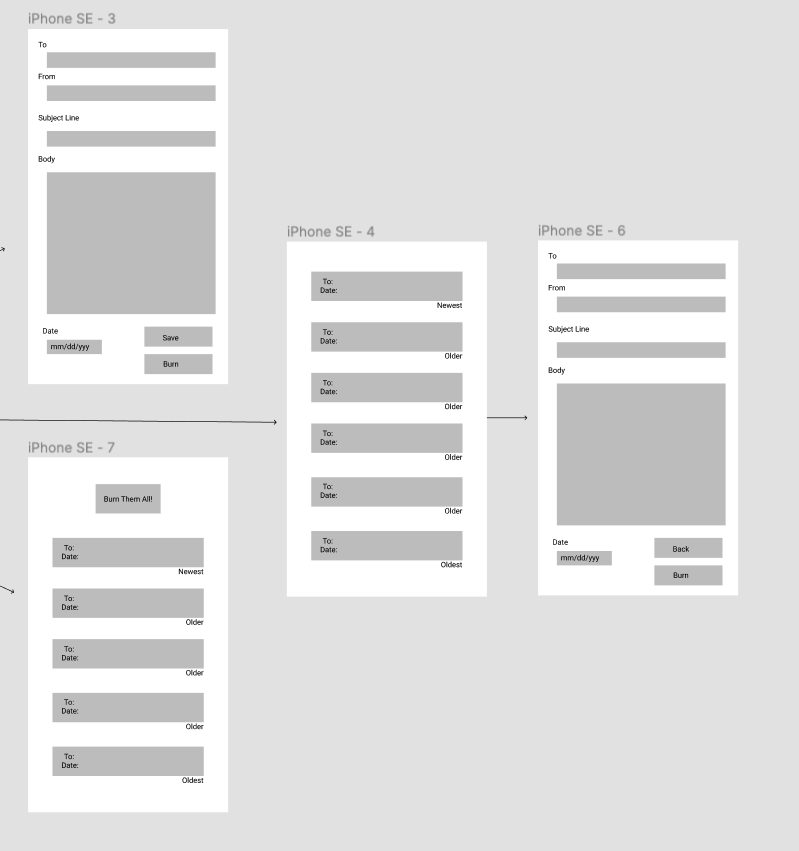 iPhone SE - 3
To
From
Subject Line
Body
Date
mm/dd/yyy
Save
Burn
iPhone SE - 4
To:
Date:
Newest
To:
Date:
Older
To:
Date:
Older
To:
Date:
Older
To:
Date:
Older
To:
Date:
Oldest
iPhone SE - 6
To
From
Subject Line
Body
Date
mm/dd/yyy
Back
Burn
iPhone SE - 7
Burn Them All!
To:
Date:
Newest
To:
Date:
Older
To:
Date:
Older
To:
Date:
Older
To:
Date:
Oldest